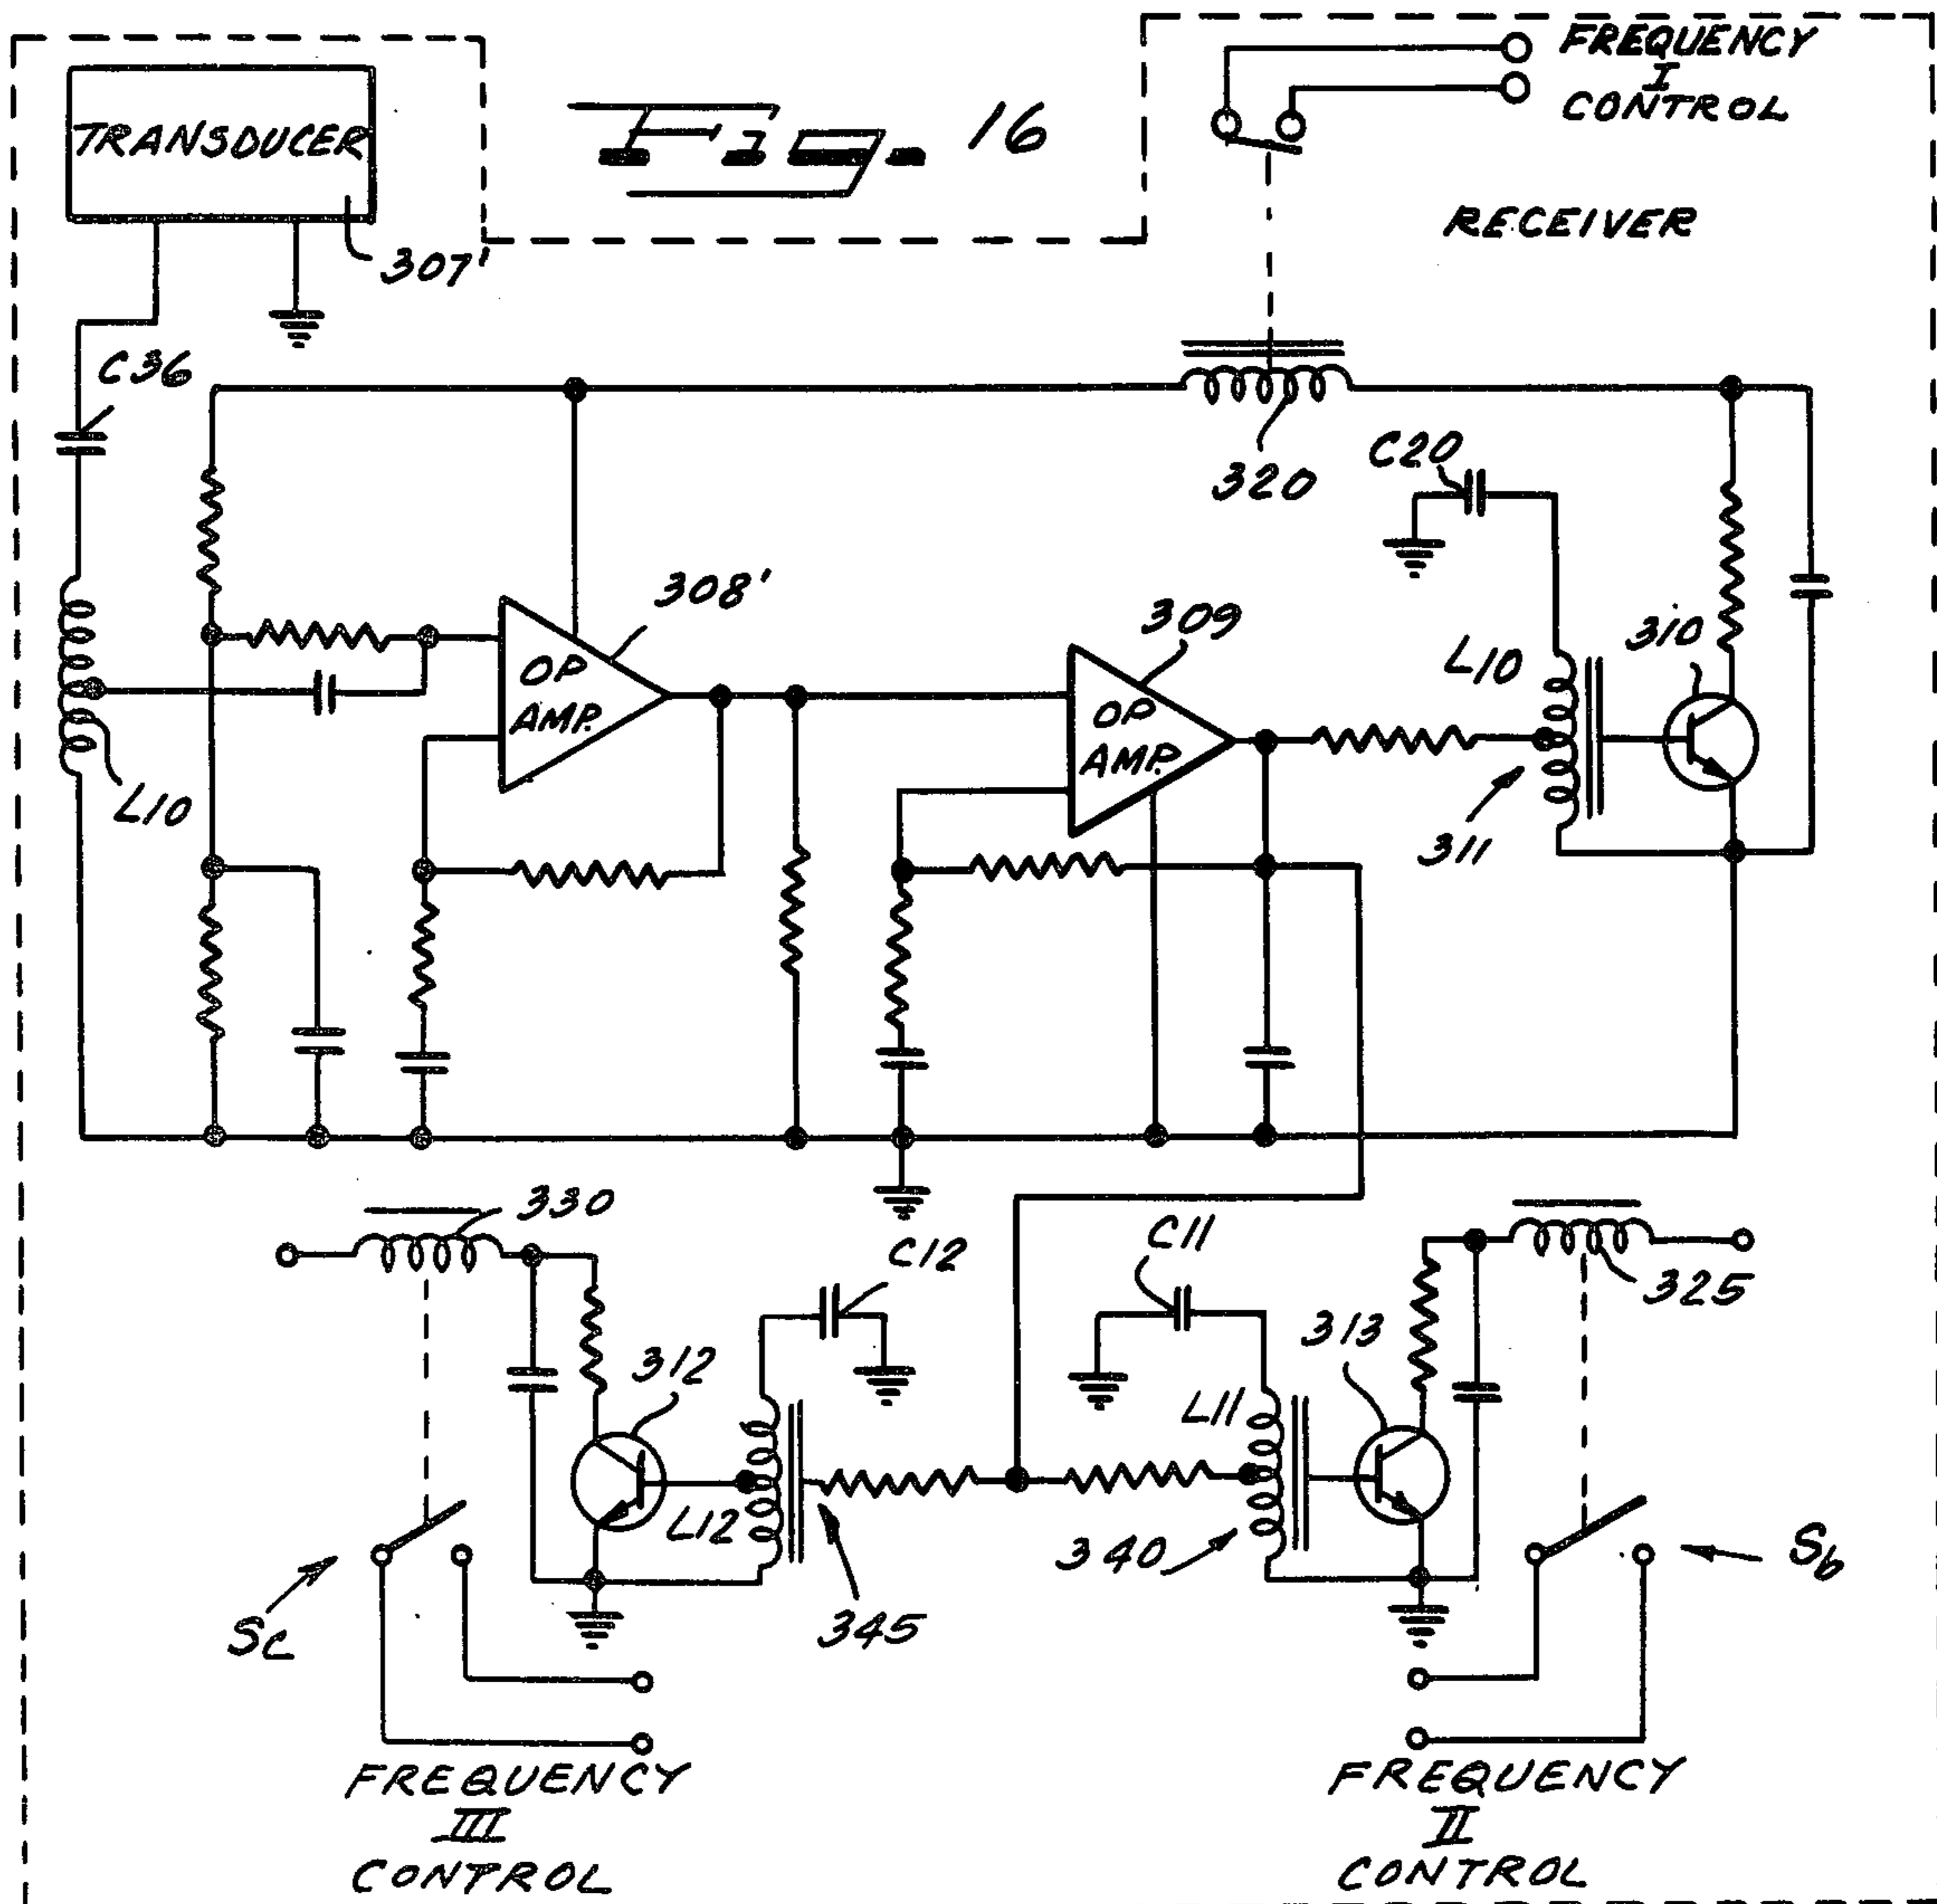 TRANSDUCER
Fig. 16
FREQUENCY
I
CONTROL
RECEIVER
307'
C36
320
C20
308'
OP
AMP.
309
OP
AMP.
L10
310
L10
311
330
C12
C11
325
312
313
L11
L12
340
345
Sc
Sb
FREQUENCY
III
CONTROL
FREQUENCY
II
CONTROL